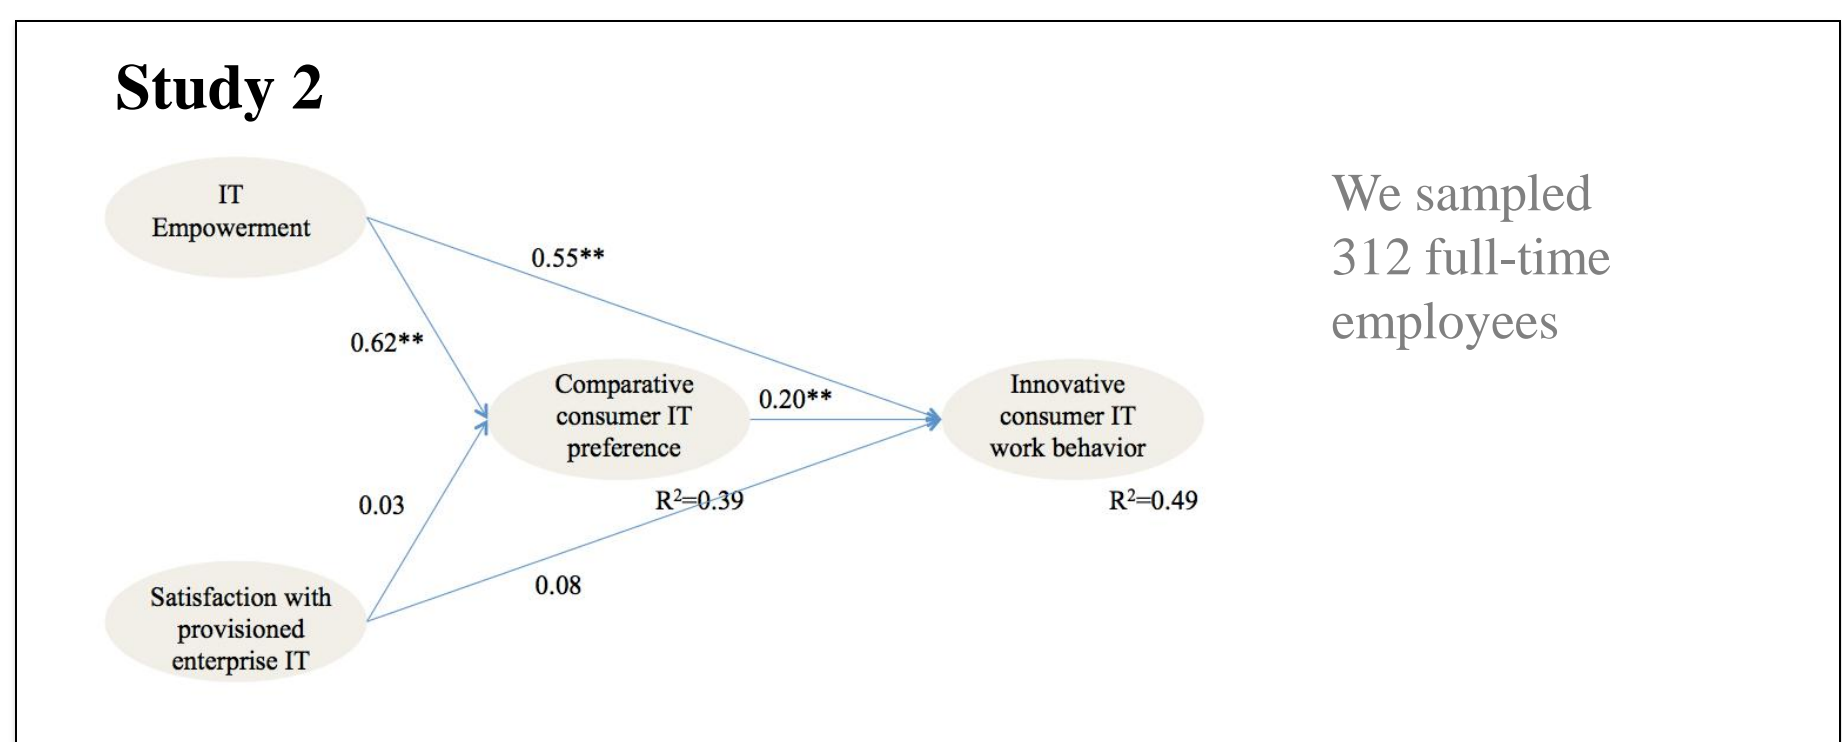 Study 2
IT
Empowerment
0.55**
0.62**
Comparative
consumer IT
preference
0.20**
Innovative
consumer IT
work behavior
R²=0.39
R²=0.49
0.03
0.08
Satisfaction with
provisioned
enterprise IT
We sampled
312 full-time
employees